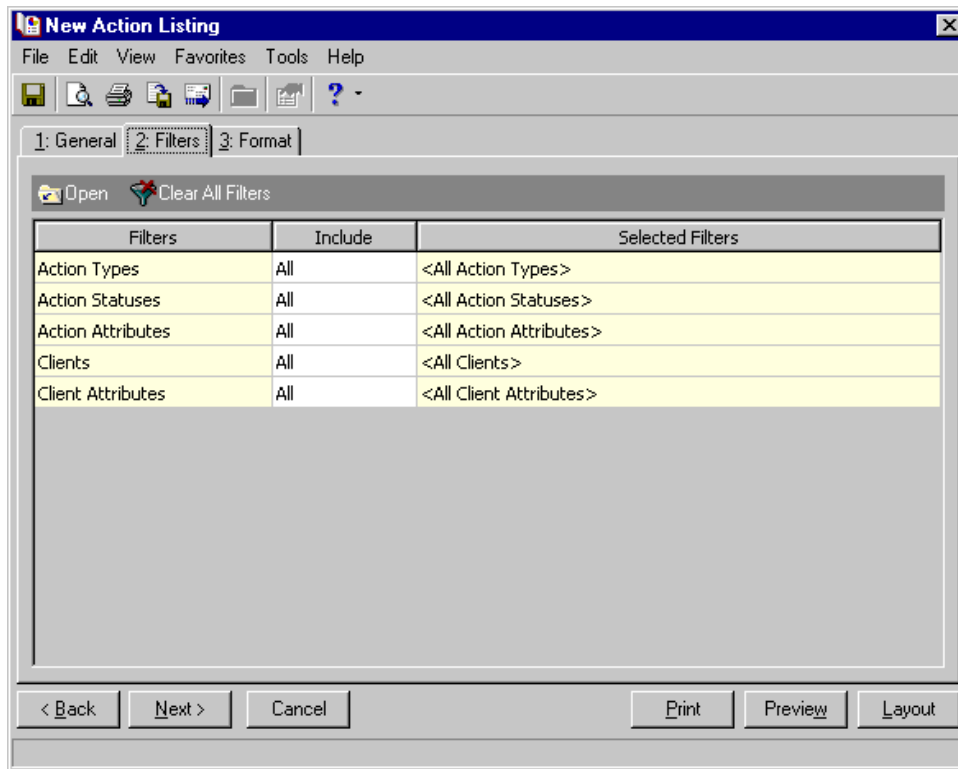 New Action Listing
File Edit View Favorites Tools Help
?
1: General 2: Filters 3: Format
Open Clear All Filters
Filters Include Selected Filters
Action Types All <All Action Types>
Action Statuses All <All Action Statuses>
Action Attributes All <All Action Attributes>
Clients All <All Clients>
Client Attributes All <All Client Attributes>
< Back Next > Cancel Print Preview Layout